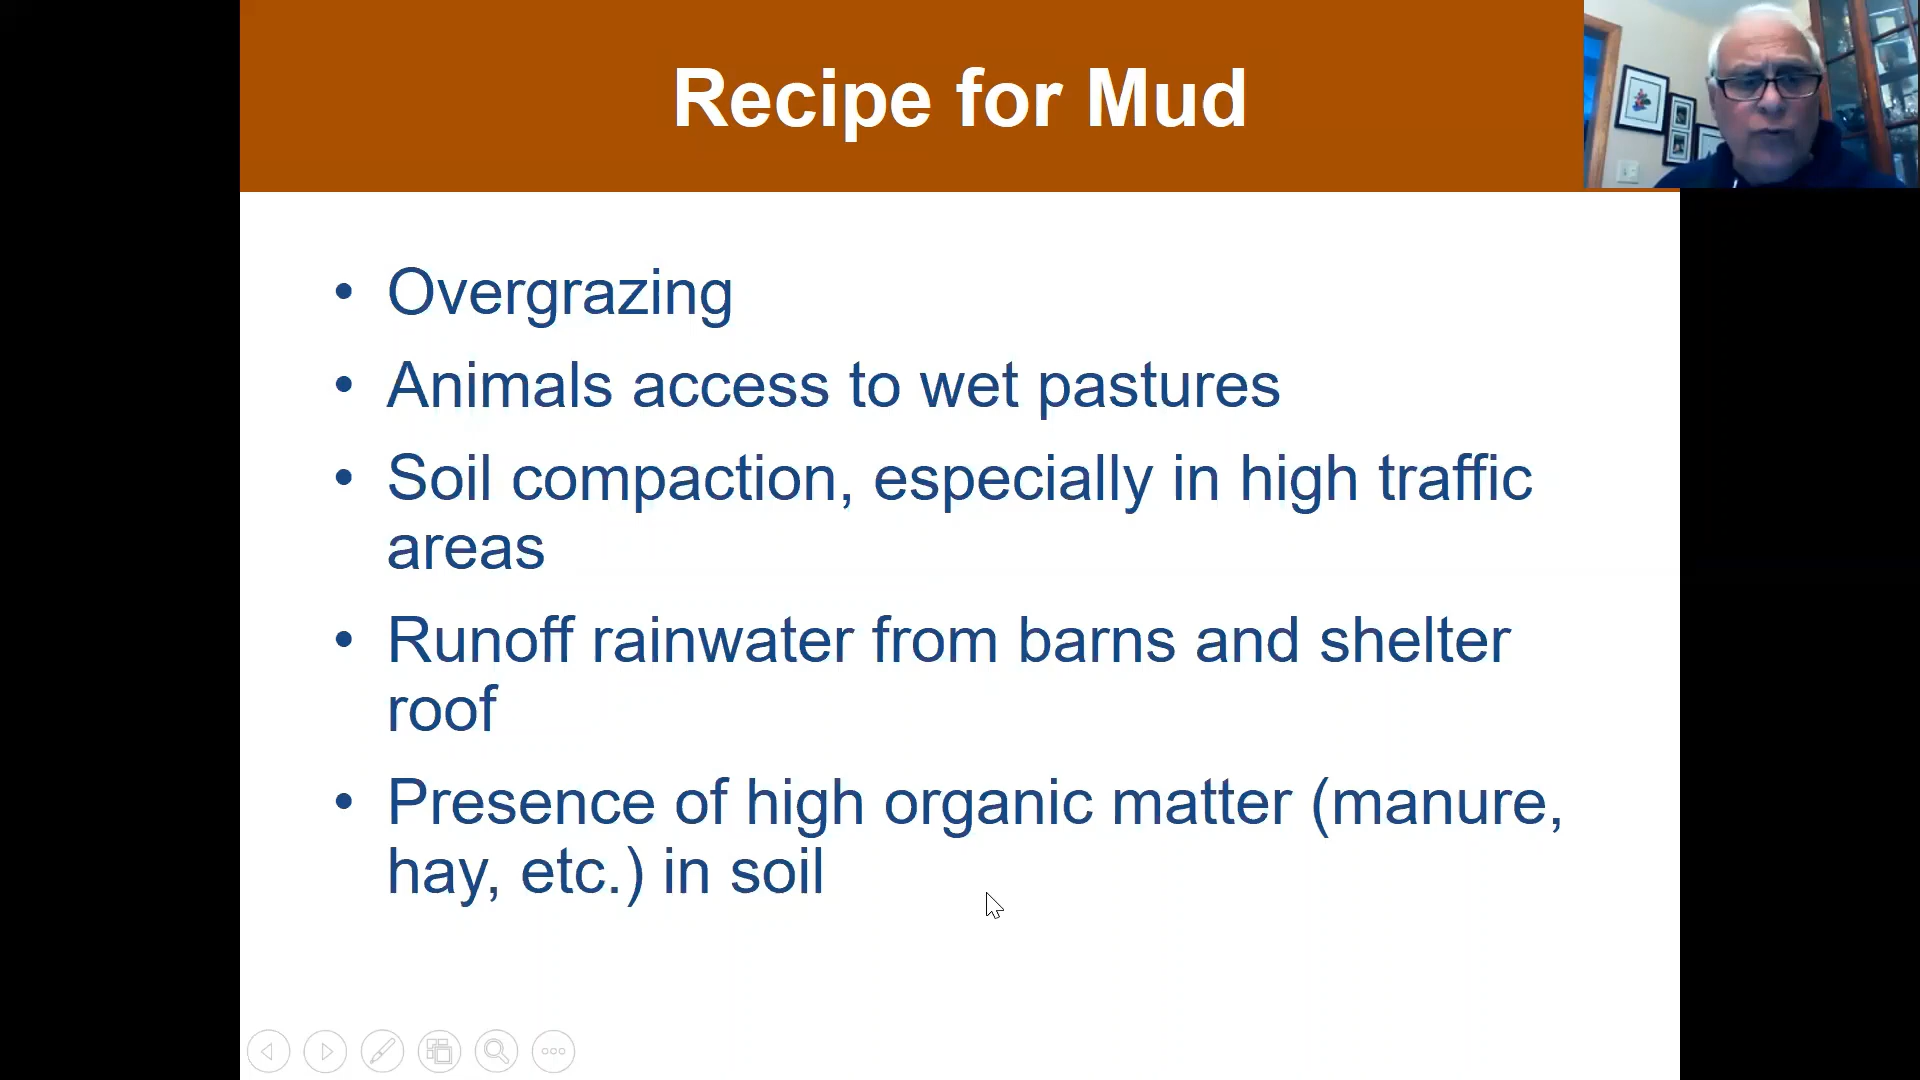 Recipe for Mud
• Overgrazing
• Animals access to wet pastures
• Soil compaction, especially in high traffic
areas
• Runoff rainwater from barns and shelter
roof
• Presence of high organic matter (manure,
hay, etc.) in soil